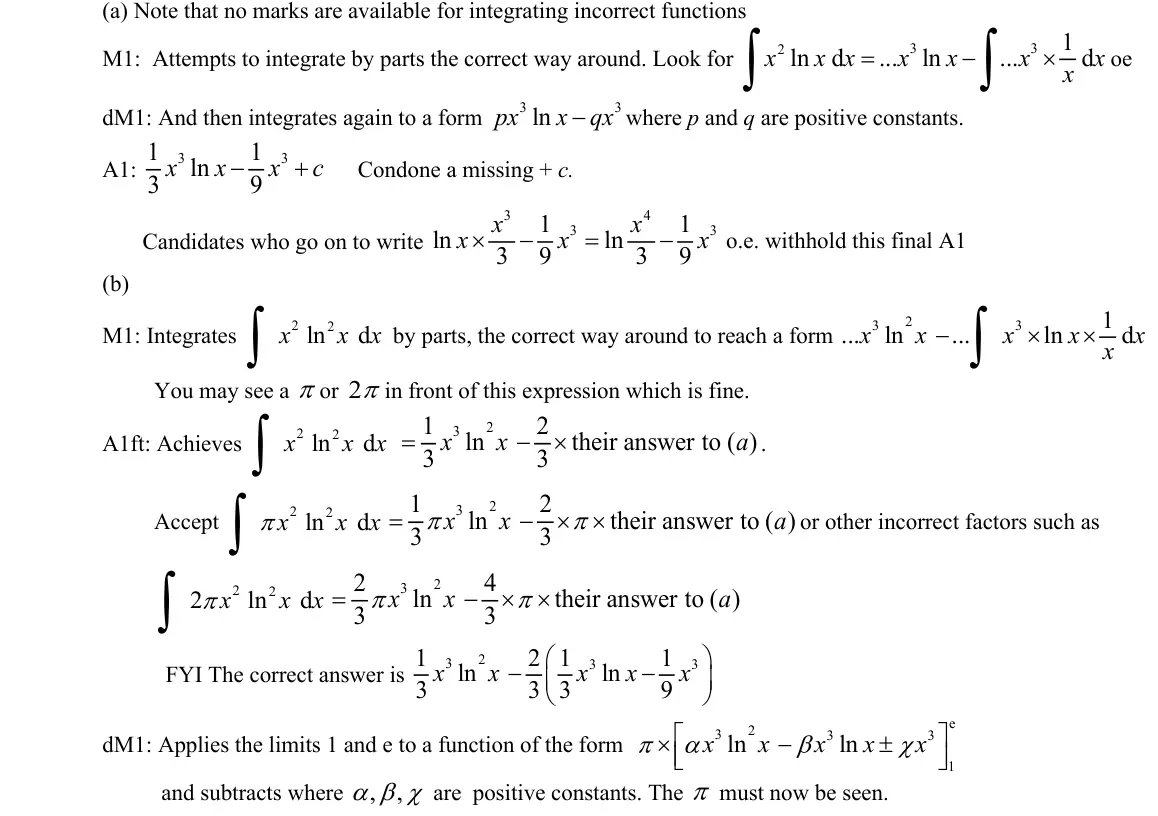 (a) Note that no marks are available for integrating incorrect functions
M1: Attempts to integrate by parts the correct way around. Look for ∫ x² ln x dx = ...x³ ln x − ∫ ...x³ × 1/x dx oe
dM1: And then integrates again to a form px³ ln x − qx³ where p and q are positive constants.
A1: 1/3 x³ ln x − 1/9 x³ + c Condone a missing + c.
Candidates who go on to write ln x × x³/3 − 1/9 x³ = ln x⁴/3 − 1/9 x³ o.e. withhold this final A1
(b)
M1: Integrates ∫ x² ln² x dx by parts, the correct way around to reach a form ...x³ ln² x − ... ∫ x³ × ln x × 1/x dx
You may see a π or 2π in front of this expression which is fine.
A1ft: Achieves ∫ x² ln² x dx = 1/3 x³ ln² x − 2/3 × their answer to (a).
Accept ∫ πx² ln² x dx = 1/3 πx³ ln² x − 2/3 × π × their answer to (a) or other incorrect factors such as
∫ 2πx² ln² x dx = 2/3 πx³ ln² x − 4/3 × π × their answer to (a)
FYI The correct answer is 1/3 x³ ln² x − 2/3 (1/3 x³ ln x − 1/9 x³)
dM1: Applies the limits 1 and e to a function of the form π × [αx³ ln² x − βx³ ln x ± χx³]₁ᵉ
and subtracts where α, β, χ are positive constants. The π must now be seen.